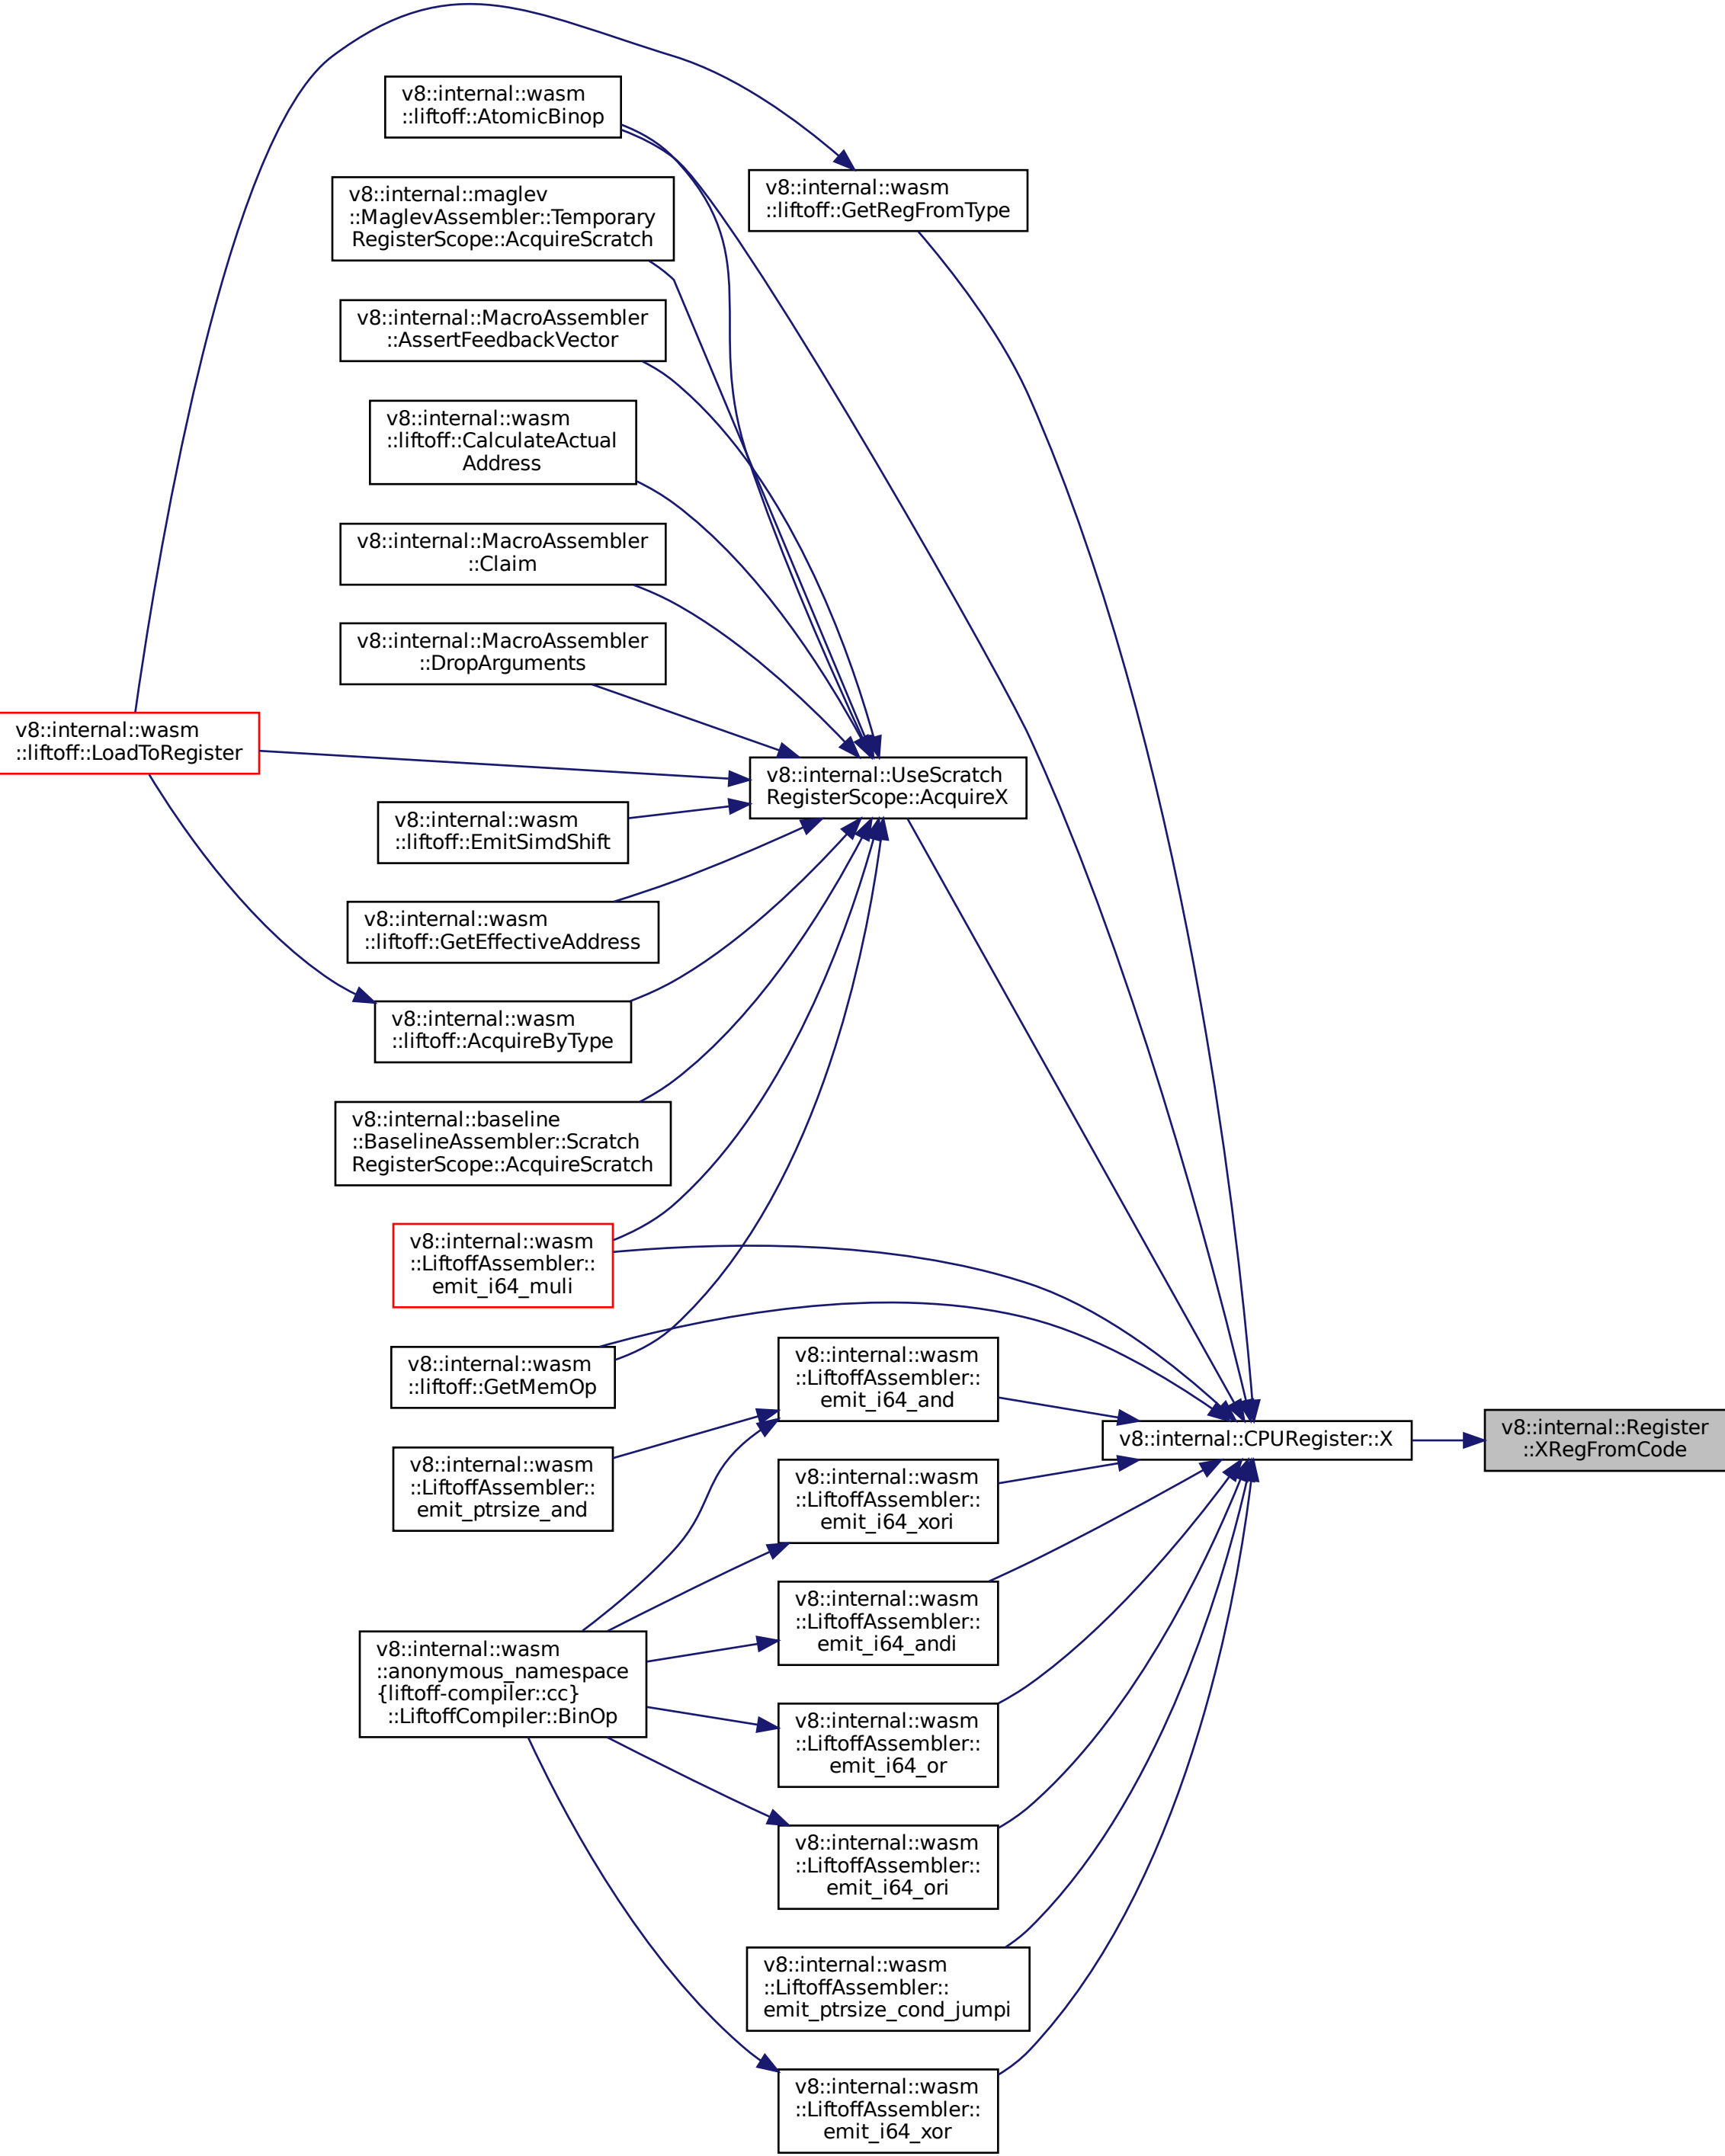 v8::internal::wasm
::liftoff::AtomicBinop
v8::internal::wasm
::liftoff::GetRegFromType
v8::internal::maglev
::MaglevAssembler::Temporary
RegisterScope::AcquireScratch
v8::internal::MacroAssembler
::AssertFeedbackVector
v8::internal::wasm
::liftoff::CalculateActual
Address
v8::internal::MacroAssembler
::Claim
v8::internal::MacroAssembler
::DropArguments
v8::internal::wasm
::liftoff::LoadToRegister
v8::internal::UseScratch
RegisterScope::AcquireX
v8::internal::wasm
::liftoff::EmitSimdShift
v8::internal::wasm
::liftoff::GetEffectiveAddress
v8::internal::wasm
::liftoff::AcquireByType
v8::internal::baseline
::BaselineAssembler::Scratch
RegisterScope::AcquireScratch
v8::internal::wasm
::LiftoffAssembler::
emit_i64_muli
v8::internal::wasm
::liftoff::GetMemOp
v8::internal::wasm
::LiftoffAssembler::
emit_i64_and
v8::internal::CPURegister::X
v8::internal::Register
::XRegFromCode
v8::internal::wasm
::LiftoffAssembler::
emit_ptrsize_and
v8::internal::wasm
::LiftoffAssembler::
emit_i64_xori
v8::internal::wasm
::LiftoffAssembler::
emit_i64_andi
v8::internal::wasm
::anonymous_namespace
{liftoff-compiler::cc}
::LiftoffCompiler::BinOp
v8::internal::wasm
::LiftoffAssembler::
emit_i64_or
v8::internal::wasm
::LiftoffAssembler::
emit_i64_ori
v8::internal::wasm
::LiftoffAssembler::
emit_ptrsize_cond_jumpi
v8::internal::wasm
::LiftoffAssembler::
emit_i64_xor